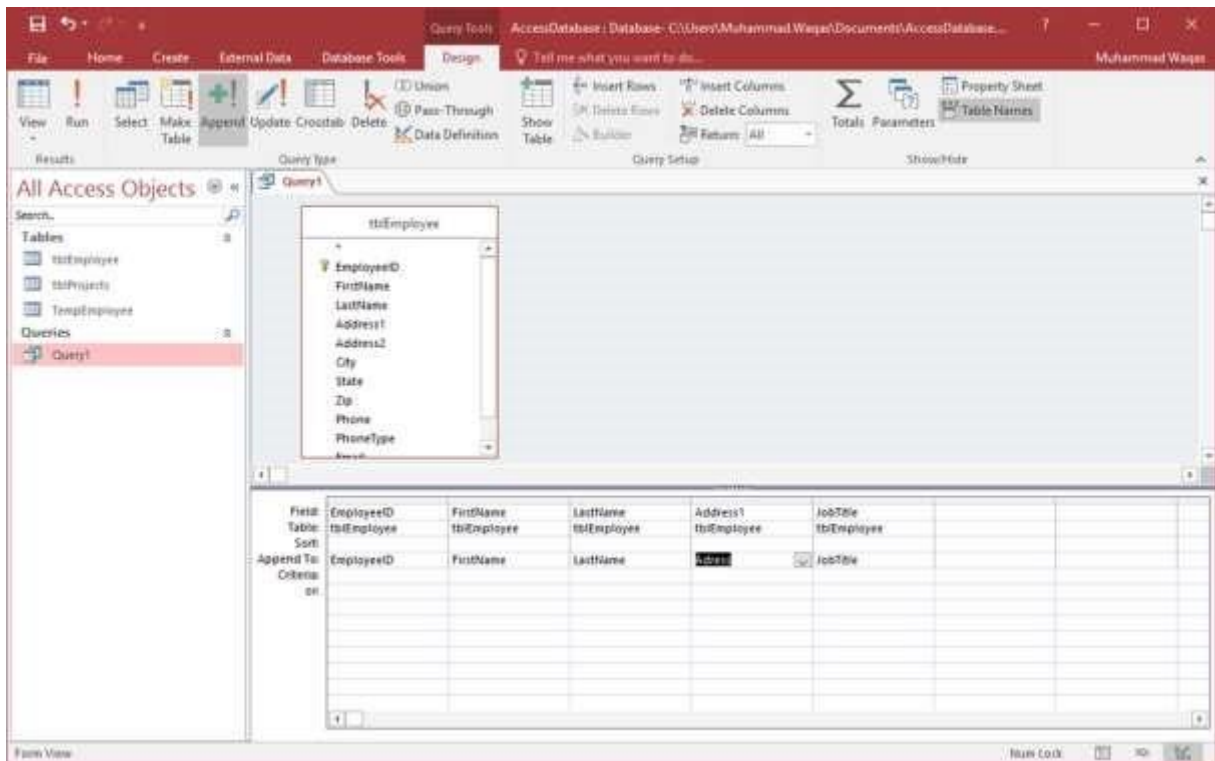 Query Tools
AccessDatabase : Database- C:\Users\Muhammad.Waqas\Documents\AccessDatabase....
?
File Home Create External Data Database Tools Design Tell me what you want to do... Muhammad Waqas
View
Run
Select
Make Table
Append
Update
Crosstab
Delete
Union
Pass-Through
Data Definition
Show Table
Insert Rows
Delete Rows
Builder
Insert Columns
Delete Columns
Return: All
Totals
Parameters
Property Sheet
Table Names
Results Query Type Query Setup Show/Hide
All Access Objects
Search..
Tables
tblEmployee
tblProjects
TempEmployee
Queries
Query1
Query1
tblEmployee
*
EmployeeID
FirstName
LastName
Address1
Address2
City
State
Zip
Phone
PhoneType
Email
Field: EmployeeID FirstName LastName Address1 JobTitle
Table: tblEmployee tblEmployee tblEmployee tblEmployee tblEmployee
Sort:
Append To: EmployeeID FirstName LastName Adress JobTitle
Criteria:
or:
Form View Num Lock SQL